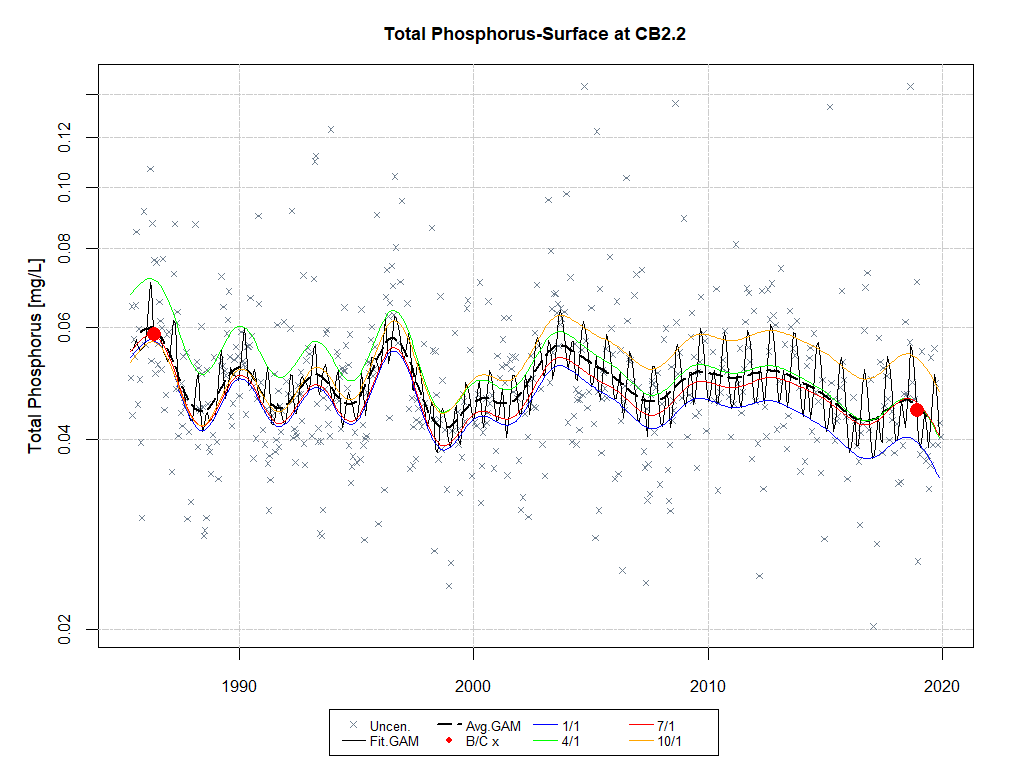 Total Phosphorus-Surface at CB2.2
Total Phosphorus [mg/L]
0.12
0.10
0.08
0.06
0.04
0.02
1990 2000 2010 2020
Uncen. Avg.GAM 1/1 7/1
Fit.GAM B/C x 4/1 10/1